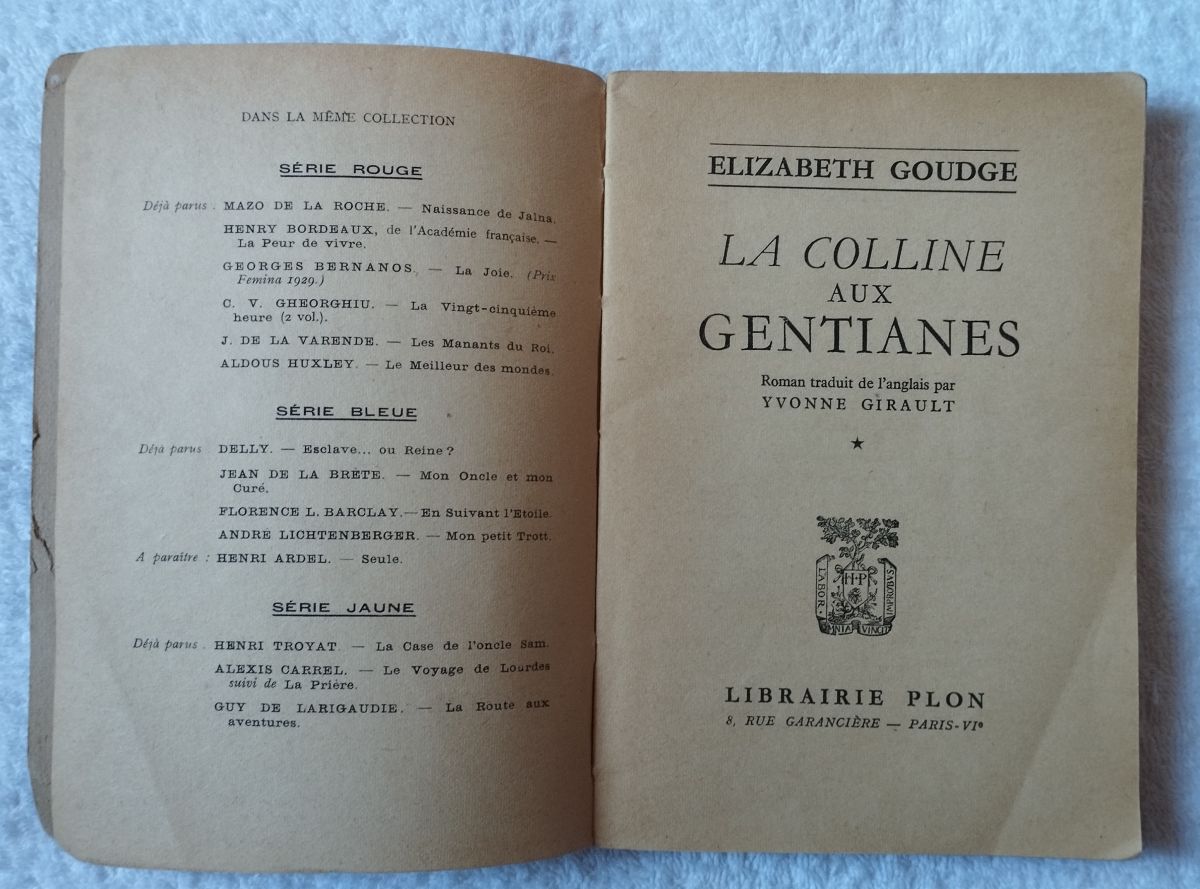 DANS LA MÊME COLLECTION
SÉRIE ROUGE
Déjà parus : MAZO DE LA ROCHE. — Naissance de Jalna.
HENRY BORDEAUX, de l'Académie française. —
La Peur de vivre.
GEORGES BERNANOS. — La Joie. (Prix
Femina 1929.)
C. V. GHEORGHIU. — La Vingt-cinquième
heure (2 vol.).
J. DE LA VARENDE. — Les Manants du Roi.
ALDOUS HUXLEY. — Le Meilleur des mondes.
SÉRIE BLEUE
Déjà parus DELLY. — Esclave... ou Reine ?
JEAN DE LA BRÈTE. — Mon Oncle et mon
Curé.
FLORENCE L. BARCLAY. — En Suivant l'Etoile.
ANDRÉ LICHTENBERGER. — Mon petit Trott.
A paraître : HENRI ARDEL. — Seule.
SÉRIE JAUNE
Déjà parus . HENRI TROYAT. — La Case de l'oncle Sam.
ALEXIS CARREL. — Le Voyage de Lourdes
suivi de La Prière.
GUY DE LARIGAUDIE. — La Route aux
aventures.
ELIZABETH GOUDGE
LA COLLINE
AUX
GENTIANES
Roman traduit de l'anglais par
YVONNE GIRAULT
★
H·P
LABOR
OMNIA VINCIT
IMPROBVS
LIBRAIRIE PLON
8, RUE GARANCIÈRE — PARIS-VIe